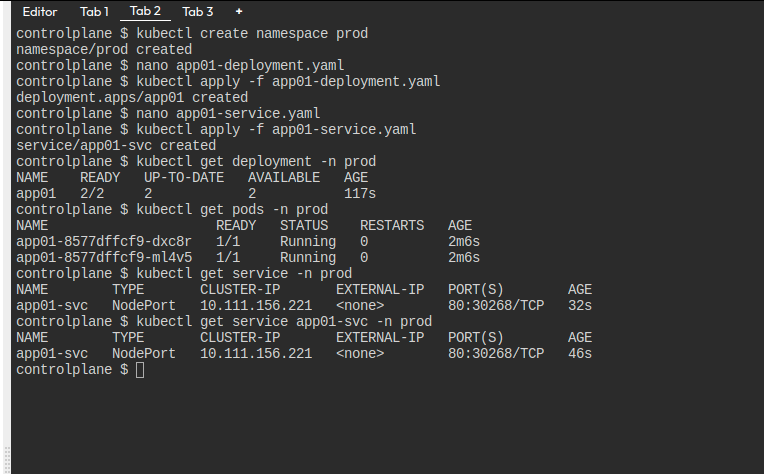 Editor Tab 1 Tab 2 Tab 3 +
controlplane $ kubectl create namespace prod
namespace/prod created
controlplane $ nano app01-deployment.yaml
controlplane $ kubectl apply -f app01-deployment.yaml
deployment.apps/app01 created
controlplane $ nano app01-service.yaml
controlplane $ kubectl apply -f app01-service.yaml
service/app01-svc created
controlplane $ kubectl get deployment -n prod
NAME    READY   UP-TO-DATE   AVAILABLE   AGE
app01   2/2     2            2           117s
controlplane $ kubectl get pods -n prod
NAME                     READY   STATUS    RESTARTS   AGE
app01-8577dffcf9-dxc8r   1/1     Running   0          2m6s
app01-8577dffcf9-ml4v5   1/1     Running   0          2m6s
controlplane $ kubectl get service -n prod
NAME        TYPE       CLUSTER-IP       EXTERNAL-IP   PORT(S)        AGE
app01-svc   NodePort   10.111.156.221   <none>        80:30268/TCP   32s
controlplane $ kubectl get service app01-svc -n prod
NAME        TYPE       CLUSTER-IP       EXTERNAL-IP   PORT(S)        AGE
app01-svc   NodePort   10.111.156.221   <none>        80:30268/TCP   46s
controlplane $